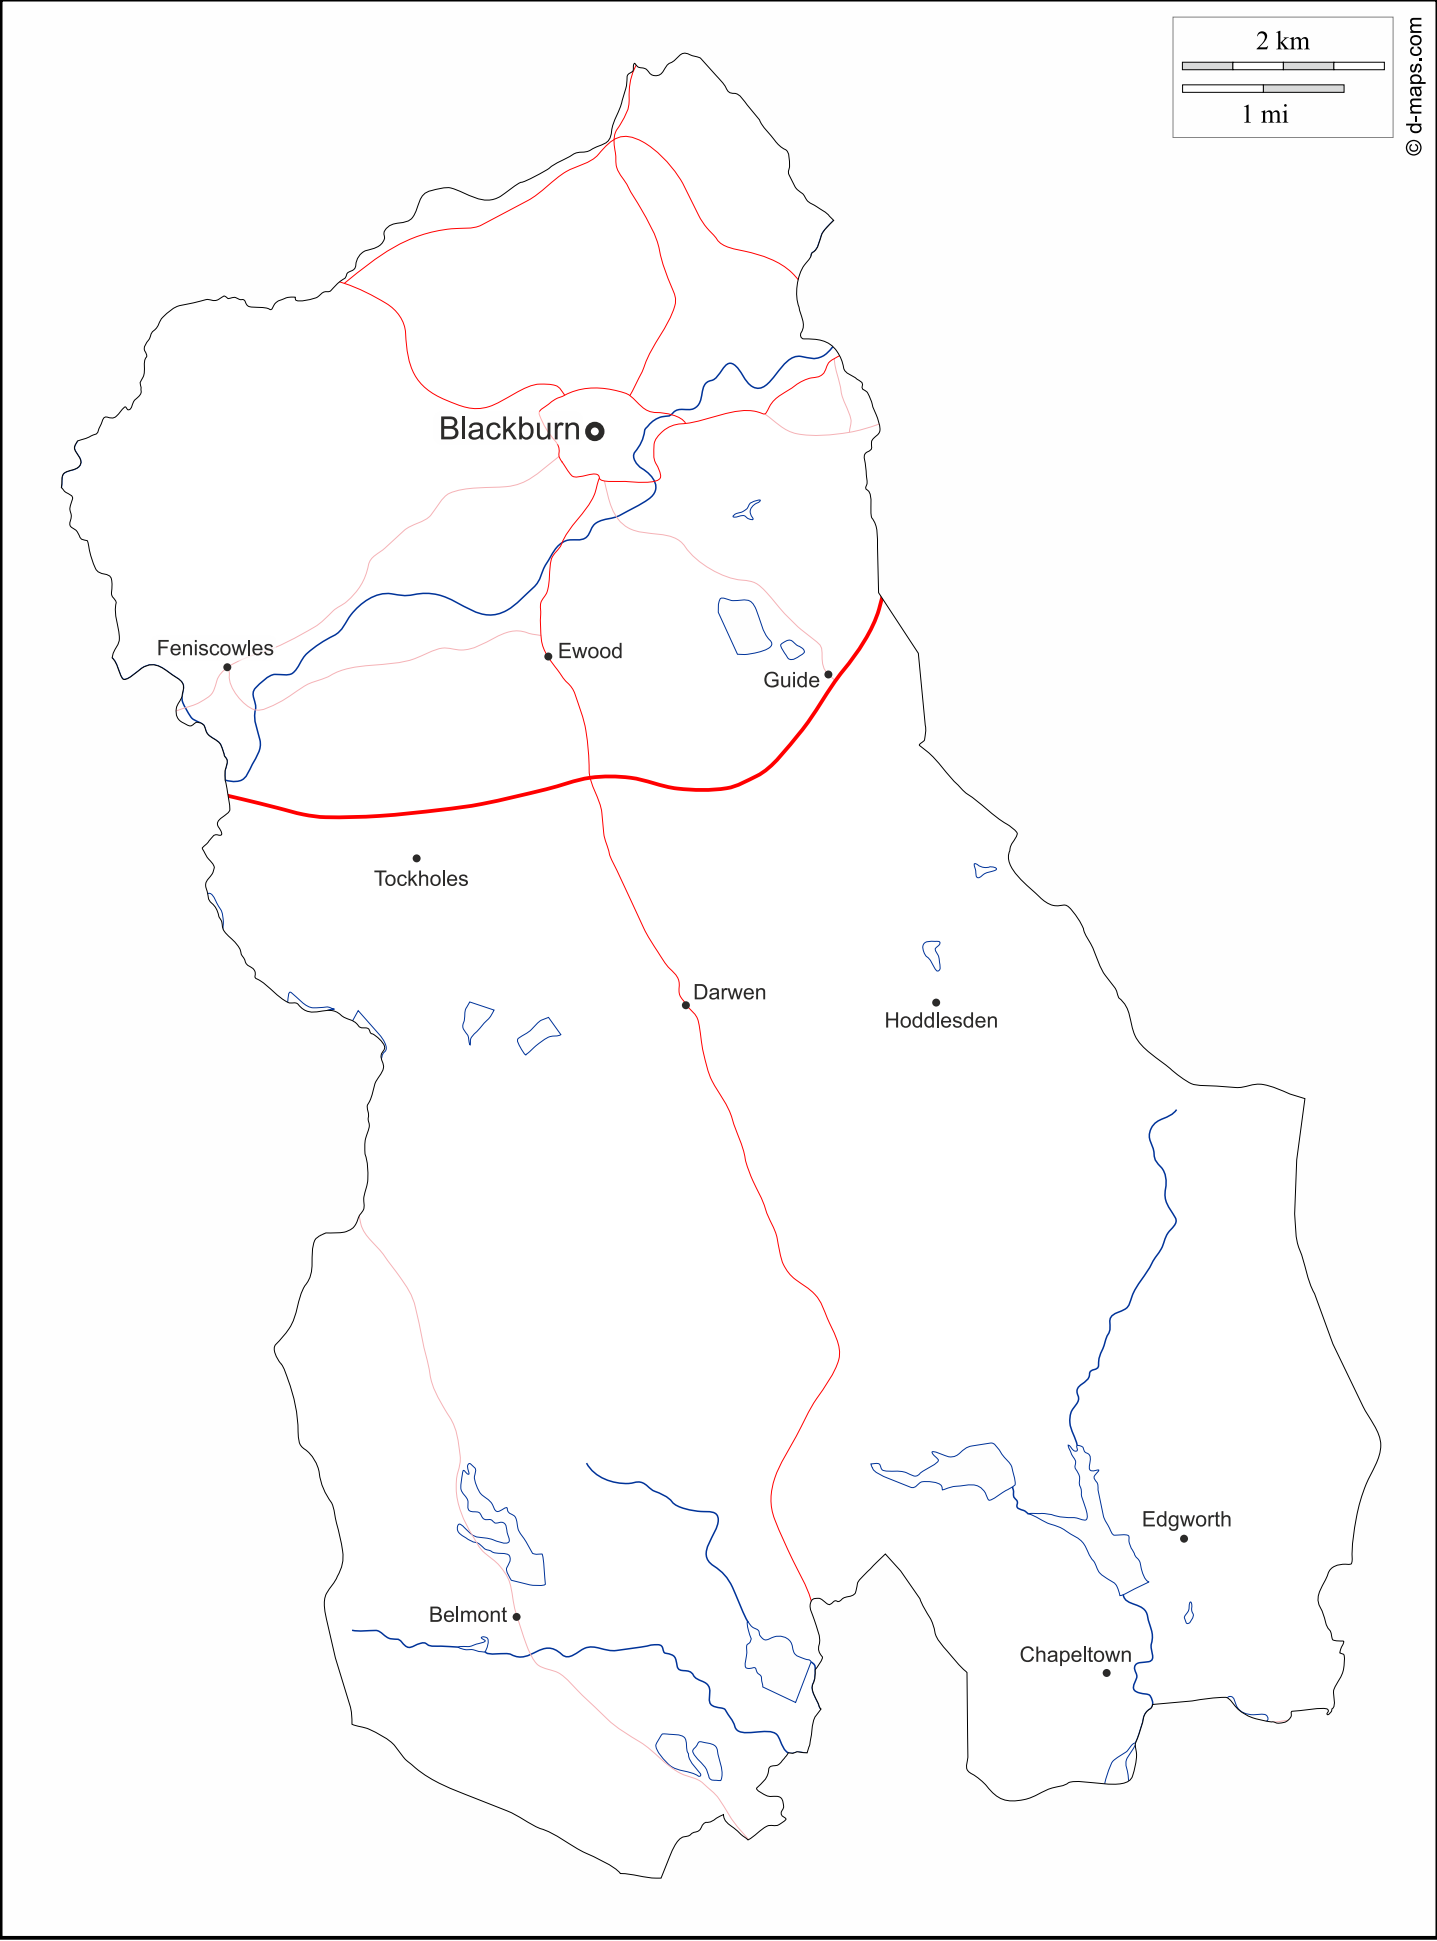 2 km
1 mi
© d-maps.com
Blackburn
Feniscowles
Ewood
Guide
Tockholes
Darwen
Hoddlesden
Edgworth
Belmont
Chapeltown